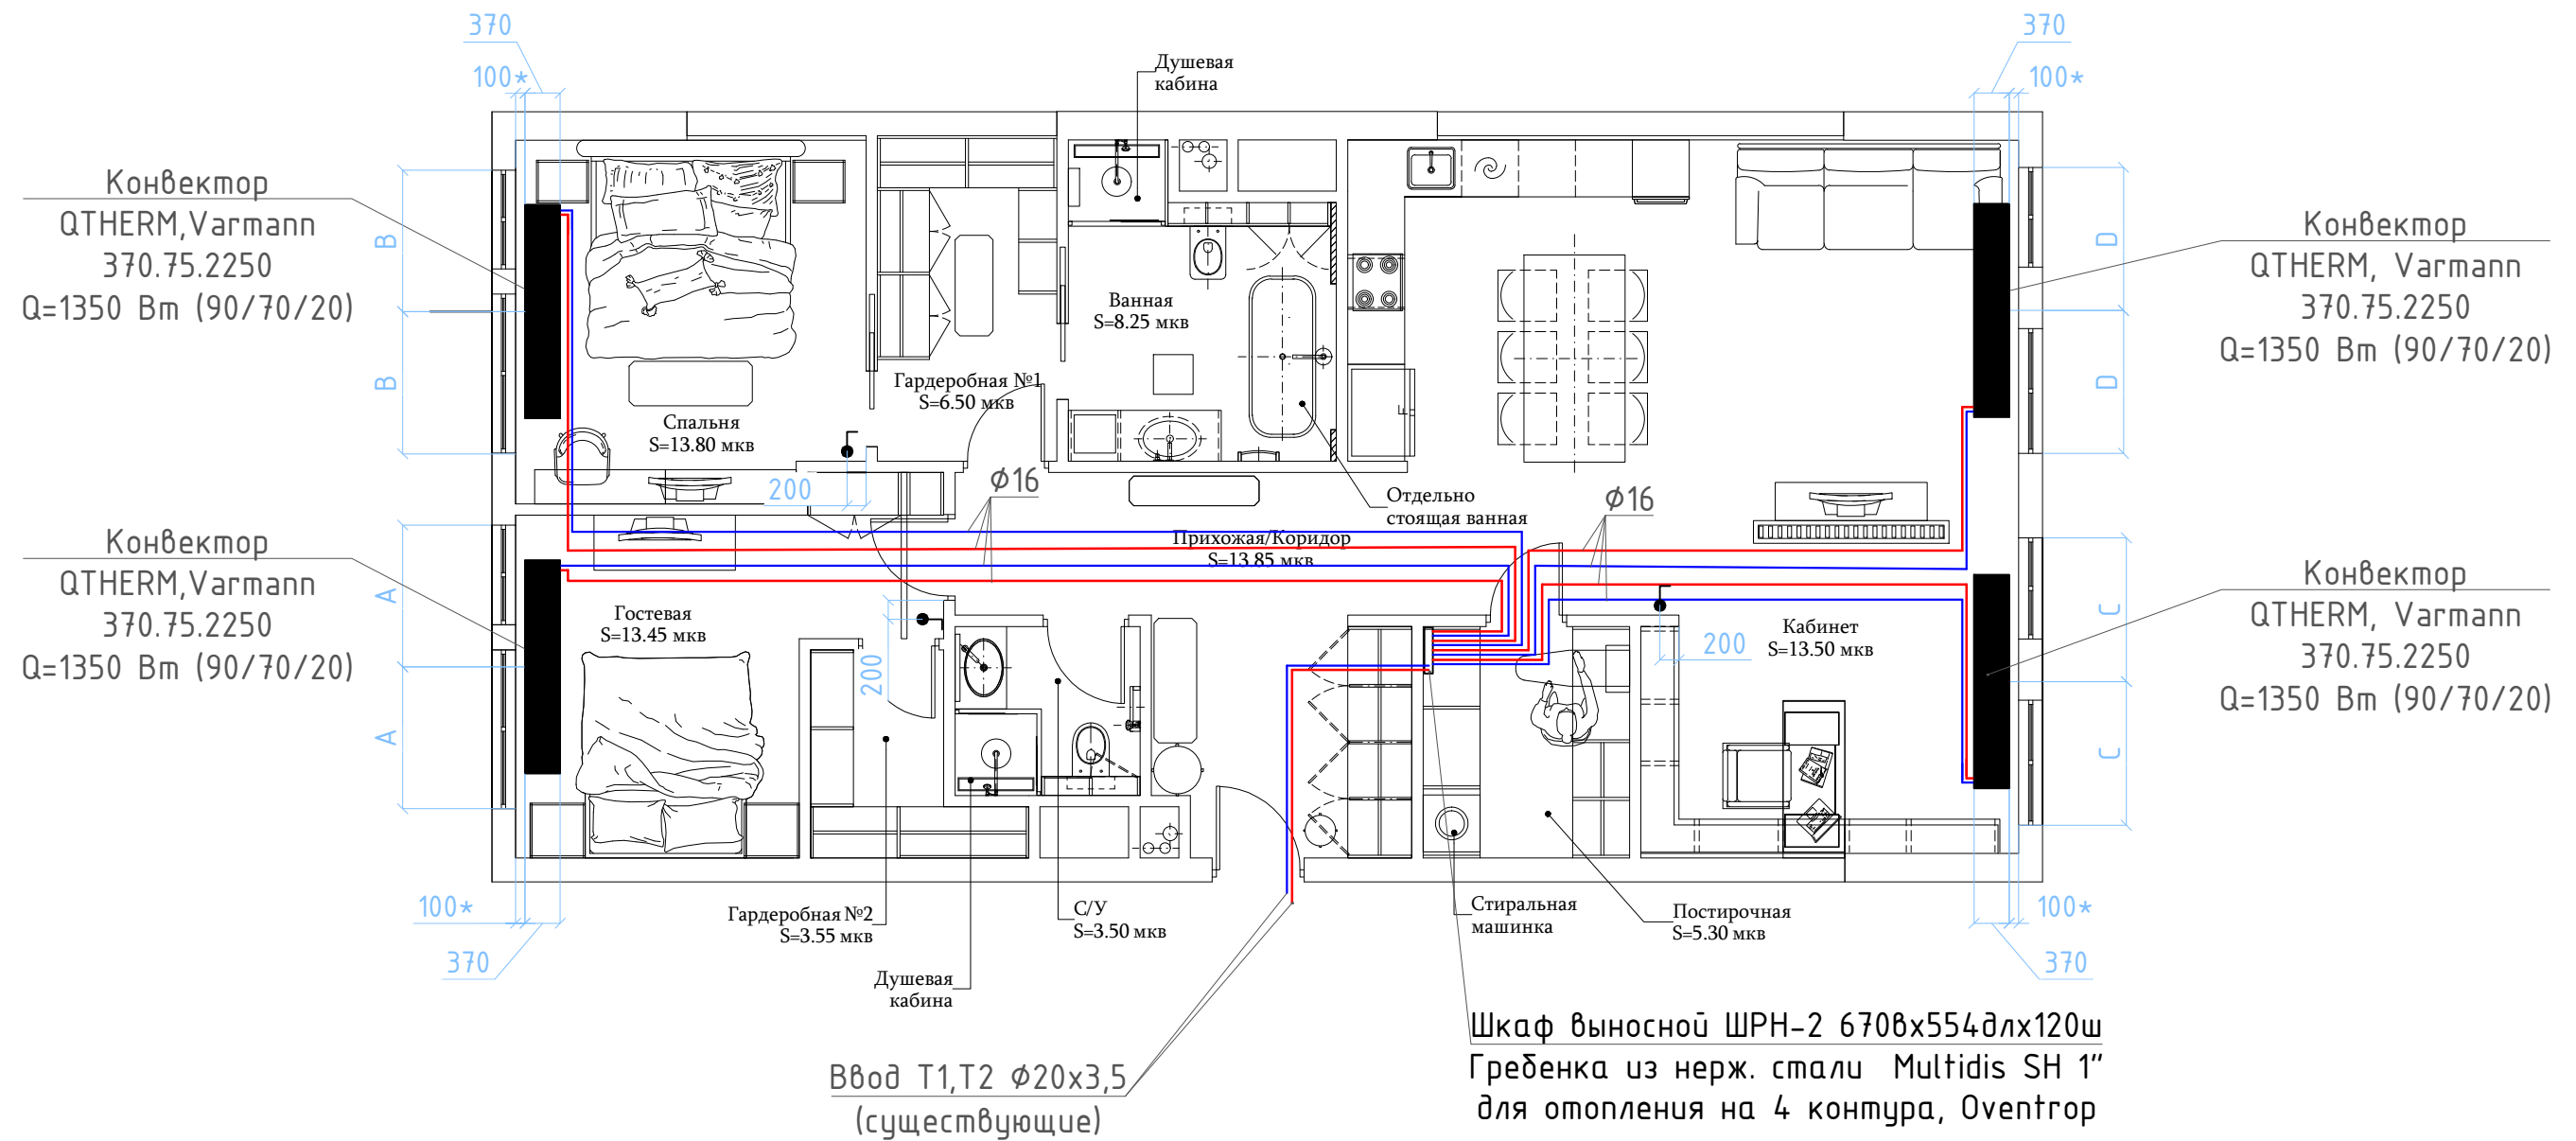 370
100*
Душевая
кабина
370
100*
Конвектор
QTHERM,Varmann
370.75.2250
Q=1350 Вт (90/70/20)
B
B
Ванная
S=8.25 мкв
Гардеробная №1
S=6.50 мкв
Спальня
S=13.80 мкв
D
D
Конвектор
QTHERM, Varmann
370.75.2250
Q=1350 Вт (90/70/20)
200
ϕ16
Отдельно
стоящая ванная
ϕ16
Прихожая/Коридор
S=13.85 мкв
Конвектор
QTHERM,Varmann
370.75.2250
Q=1350 Вт (90/70/20)
A
A
Гостевая
S=13.45 мкв
200
Кабинет
S=13.50 мкв
200
C
C
Конвектор
QTHERM, Varmann
370.75.2250
Q=1350 Вт (90/70/20)
100*
370
Гардеробная №2
S=3.55 мкв
С/У
S=3.50 мкв
Душевая
кабина
Стиральная
машинка
Постирочная
S=5.30 мкв
100*
370
Ввод Т1,Т2 ϕ20х3,5
(существующие)
Шкаф выносной ШРН-2 670вх554длх120ш
Гребенка из нерж. стали Multidis SH 1"
для отопления на 4 контура, Oventrop